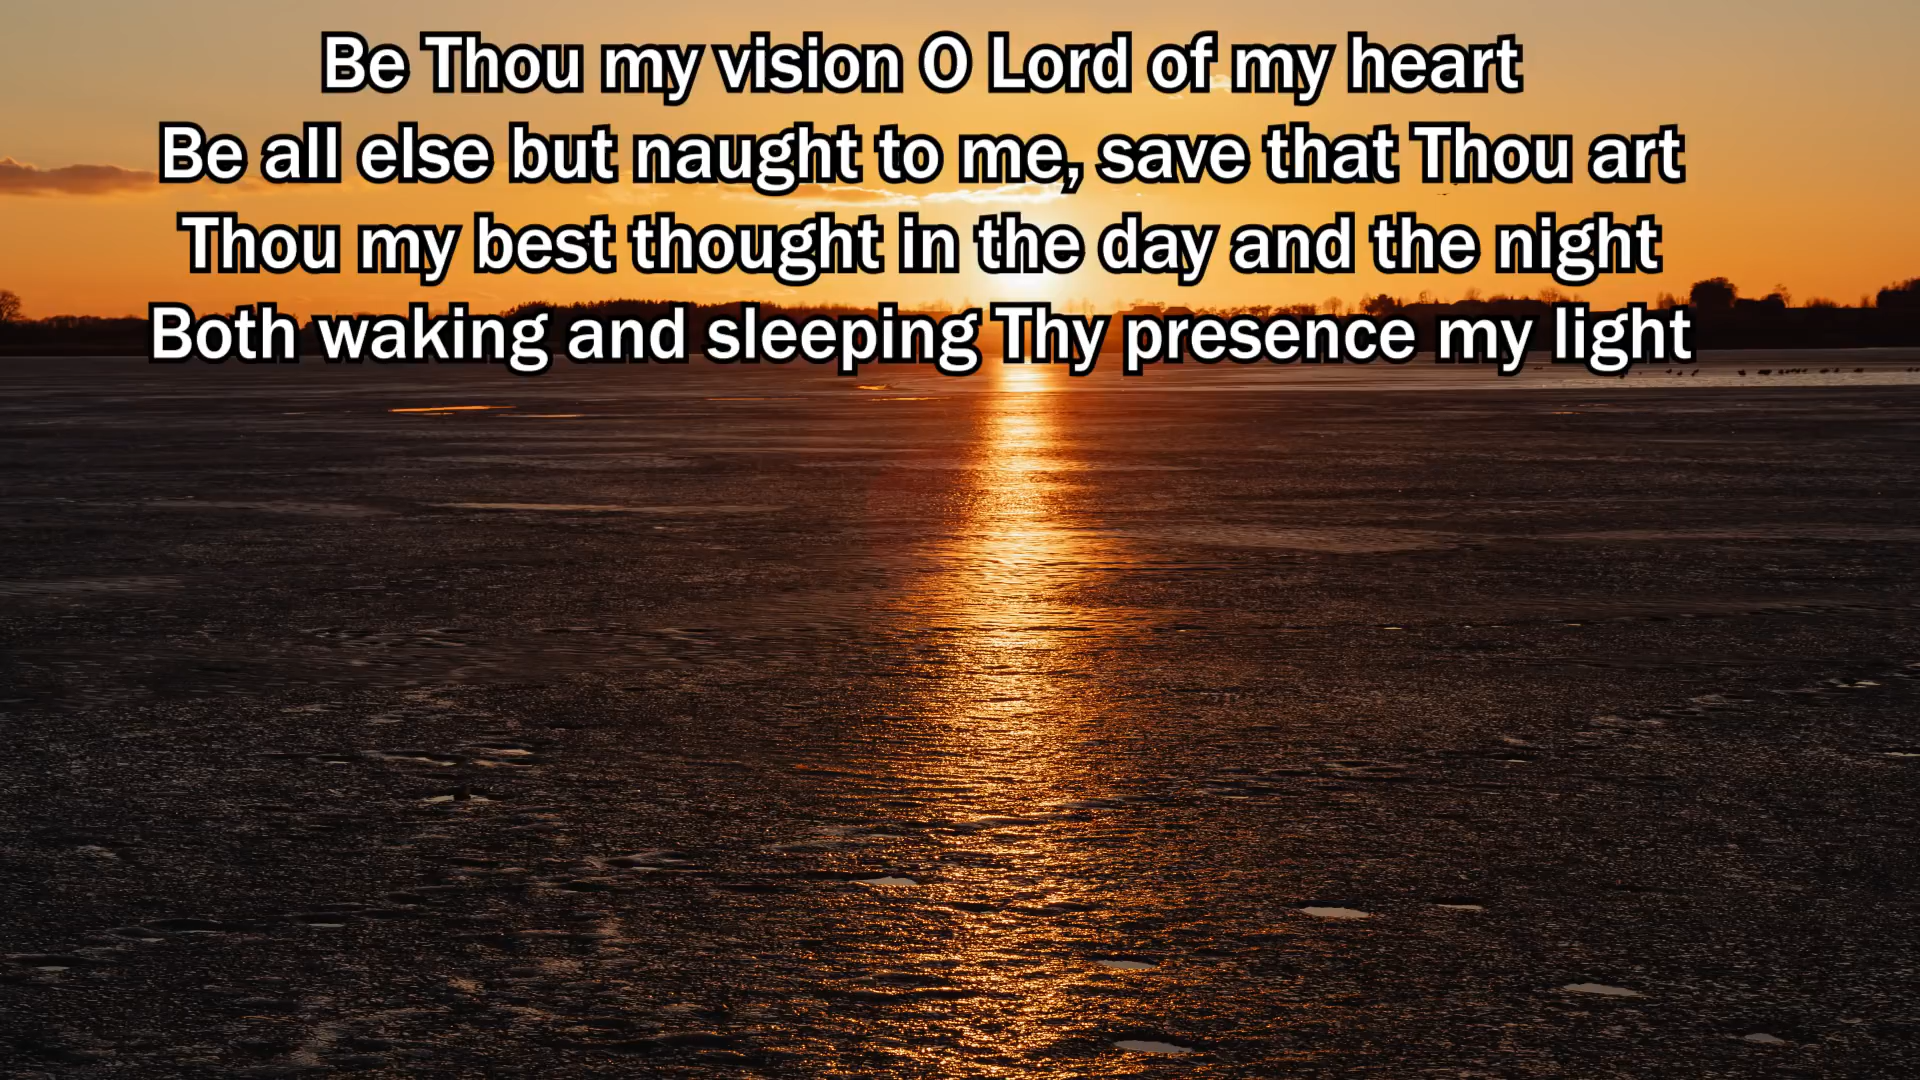 Be Thou my vision O Lord of my heart
Be all else but naught to me, save that Thou art
Thou my best thought in the day and the night
Both waking and sleeping Thy presence my light